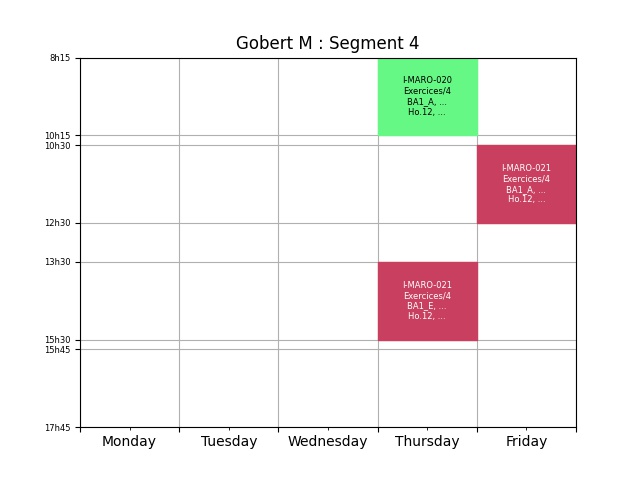 Gobert M : Segment 4
8h15
I-MARO-020
Exercices/4
BA1_A, ...
Ho.12, ...
10h15
10h30
I-MARO-021
Exercices/4
BA1_A, ...
Ho.12, ...
12h30
13h30
I-MARO-021
Exercices/4
BA1_E, ...
Ho.12, ...
15h30
15h45
17h45
Monday Tuesday Wednesday Thursday Friday